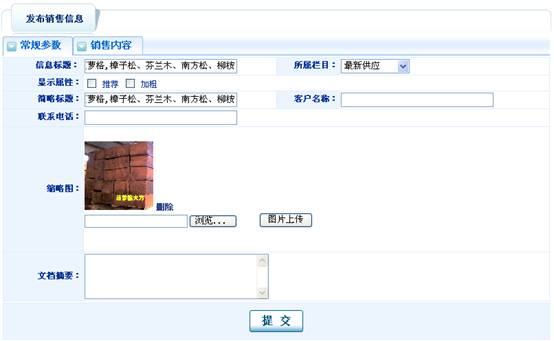 发布销售信息
常规参数 销售内容
信息标题： 萝格,樟子松、芬兰木、南方松、柳桉 所属栏目： 最新供应
显示属性： 推荐 加粗
简略标题： 萝格,樟子松、芬兰木、南方松、柳桉 客户名称：
联系电话：
缩略图：
删除
浏览... 图片上传
文档摘要：
提 交